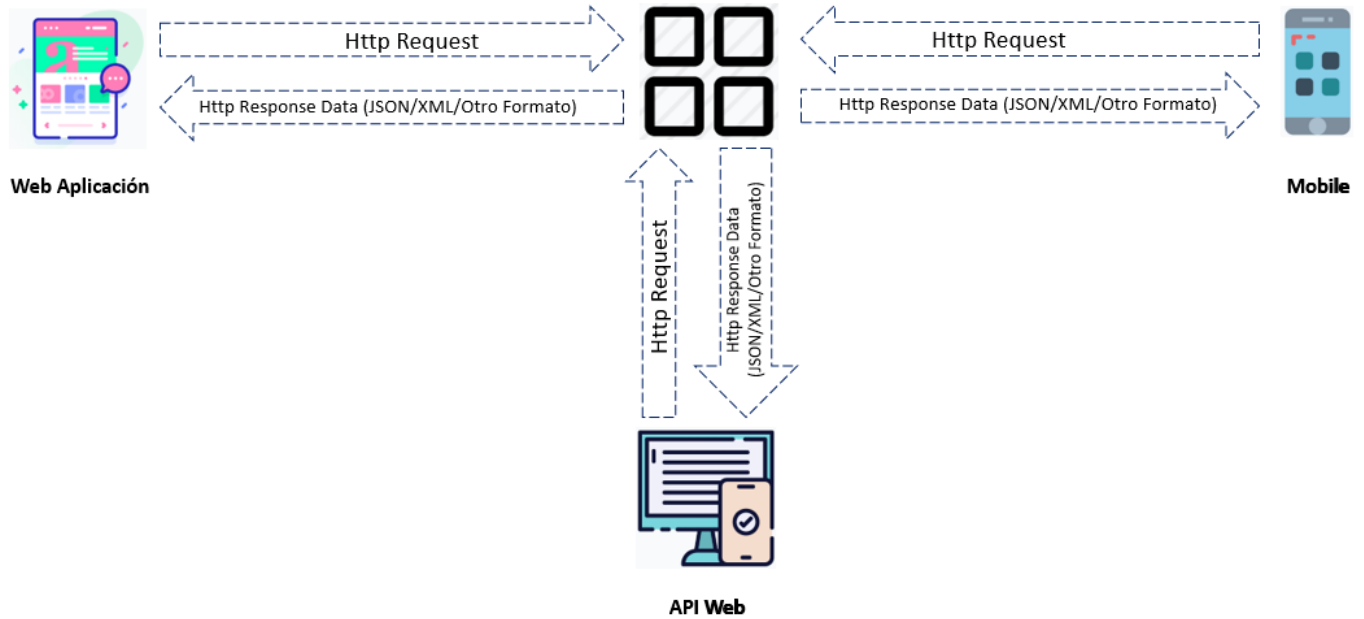 Http Request
Http Request
Http Response Data (JSON/XML/Otro Formato)
Http Response Data (JSON/XML/Otro Formato)
Web Aplicación
Mobile
Http Request
Http Response Data
(JSON/XML/Otro Formato)
API Web